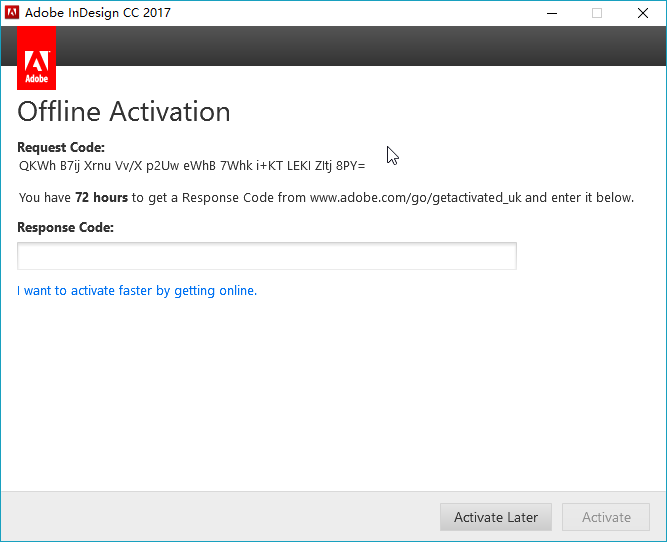 Adobe InDesign CC 2017
Adobe
Offline Activation
Request Code:
QKWh B7ij Xrnu Vv/X p2Uw eWhB 7Whk i+KT LEKI ZItj 8PY=
You have 72 hours to get a Response Code from www.adobe.com/go/getactivated_uk and enter it below.
Response Code:
I want to activate faster by getting online.
Activate Later Activate